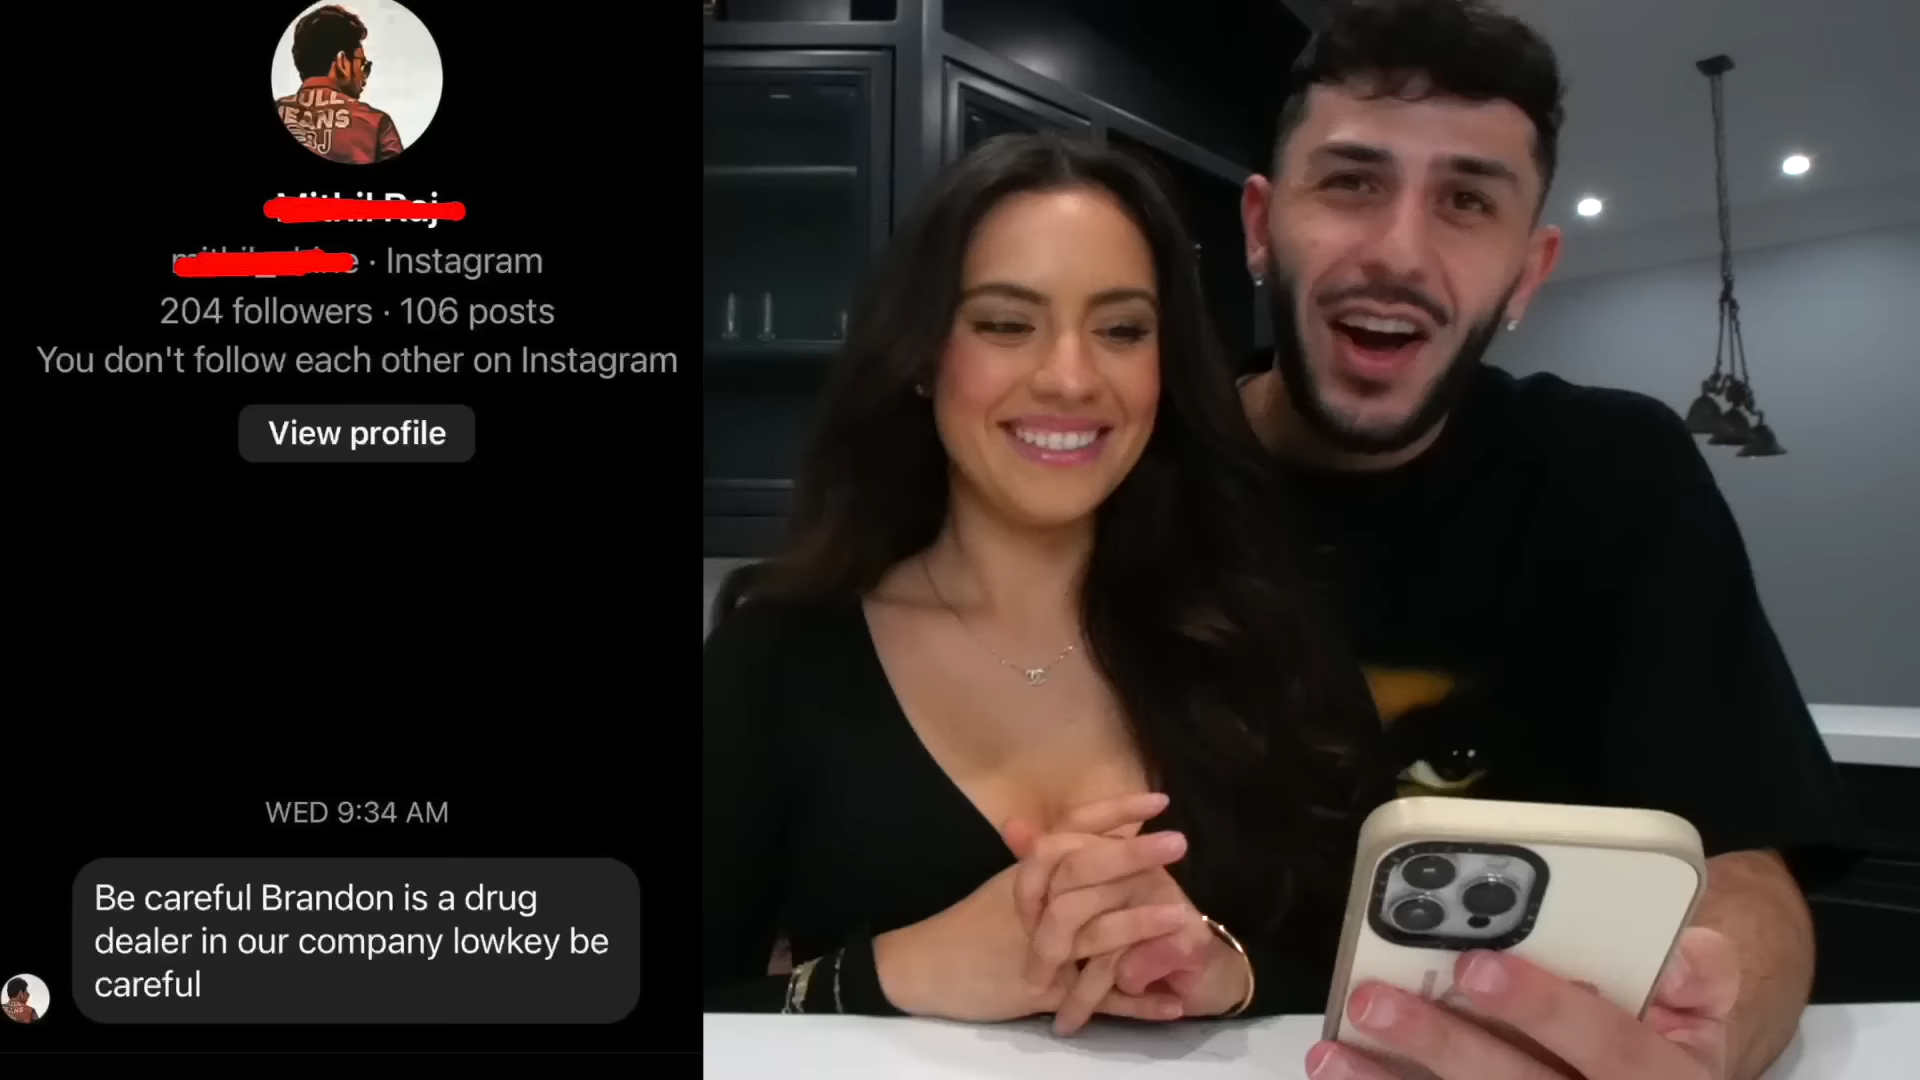 · Instagram
204 followers · 106 posts
You don't follow each other on Instagram
View profile
WED 9:34 AM
Be careful Brandon is a drug
dealer in our company lowkey be
careful